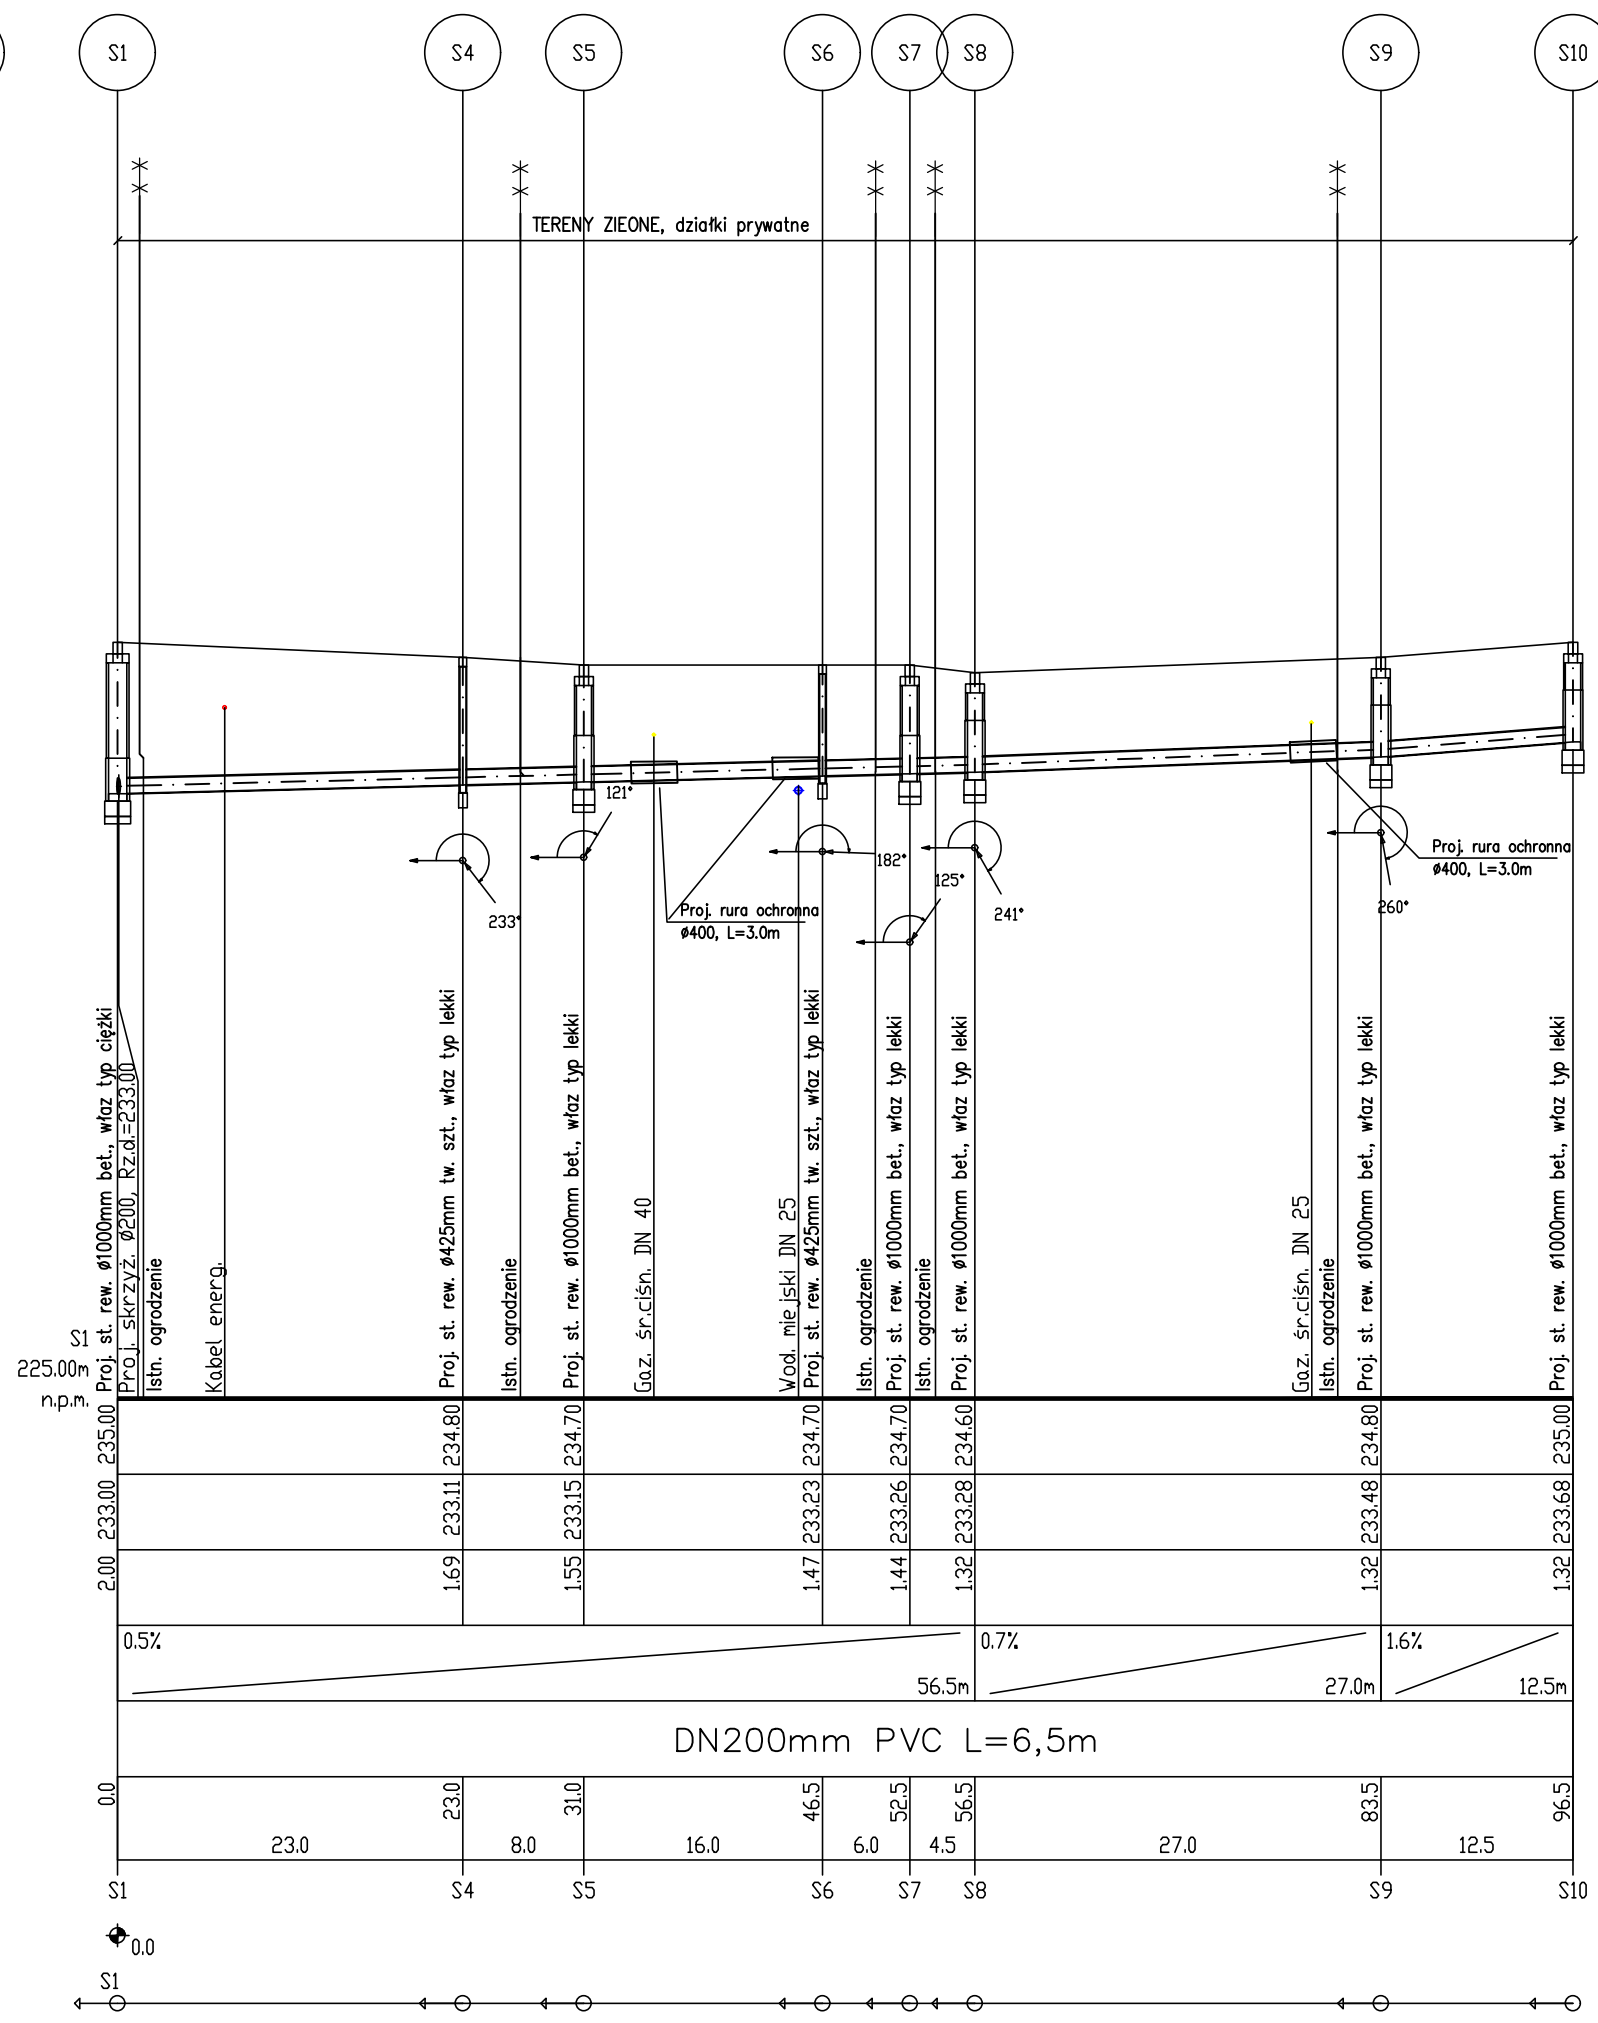 S1 S4 S5 S6 S7 S8 S9 S10
TERENY ZIEONE, działki prywatne
121°
233°
182°
125°
241°
260°
Proj. rura ochronna
ø400, L=3.0m
Proj. rura ochronna
ø400, L=3.0m
Proj. st. rew. ø1000mm bet., właz typ ciężki
Proj. skrzyż. ø200, Rz.d.=233.00
Istn. ogrodzenie
Kabel energ.
Proj. st. rew. ø425mm tw. szt., właz typ lekki
Istn. ogrodzenie
Proj. st. rew. ø1000mm bet., właz typ lekki
Gaz. śr.ciśn. DN 40
Wod. miejski DN 25
Proj. st. rew. ø425mm tw. szt., właz typ lekki
Istn. ogrodzenie
Proj. st. rew. ø1000mm bet., właz typ lekki
Istn. ogrodzenie
Proj. st. rew. ø1000mm bet., właz typ lekki
Gaz. śr.ciśn. DN 25
Istn. ogrodzenie
Proj. st. rew. ø1000mm bet., właz typ lekki
Proj. st. rew. ø1000mm bet., właz typ lekki
S1
225.00m
n.p.m.
235.00 234.80 234.70 234.70 234.70 234.60 234.80 235.00
233.00 233.11 233.15 233.23 233.26 233.28 233.48 233.68
2.00 1.69 1.55 1.47 1.44 1.32 1.32 1.32
0.5% 0.7% 1.6%
56.5m 27.0m 12.5m
DN200mm PVC L=6,5m
0.0 23.0 31.0 46.5 52.5 56.5 83.5 96.5
23.0 8.0 16.0 6.0 4.5 27.0 12.5
S1 S4 S5 S6 S7 S8 S9 S10
0.0
S1